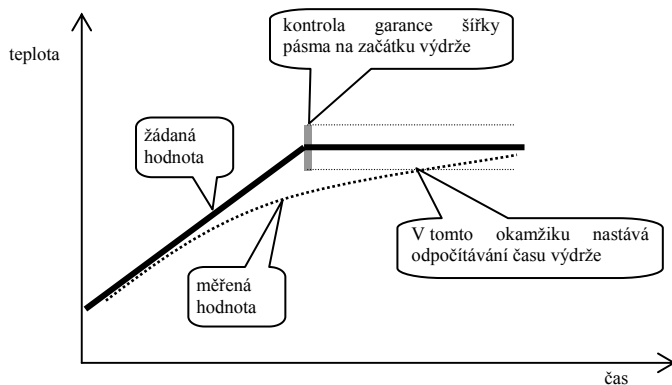 kontrola garance šířky
pásma na začátku výdrže
teplota
žádaná
hodnota
V tomto okamžiku nastává
odpočítávání času výdrže
měřená
hodnota
čas